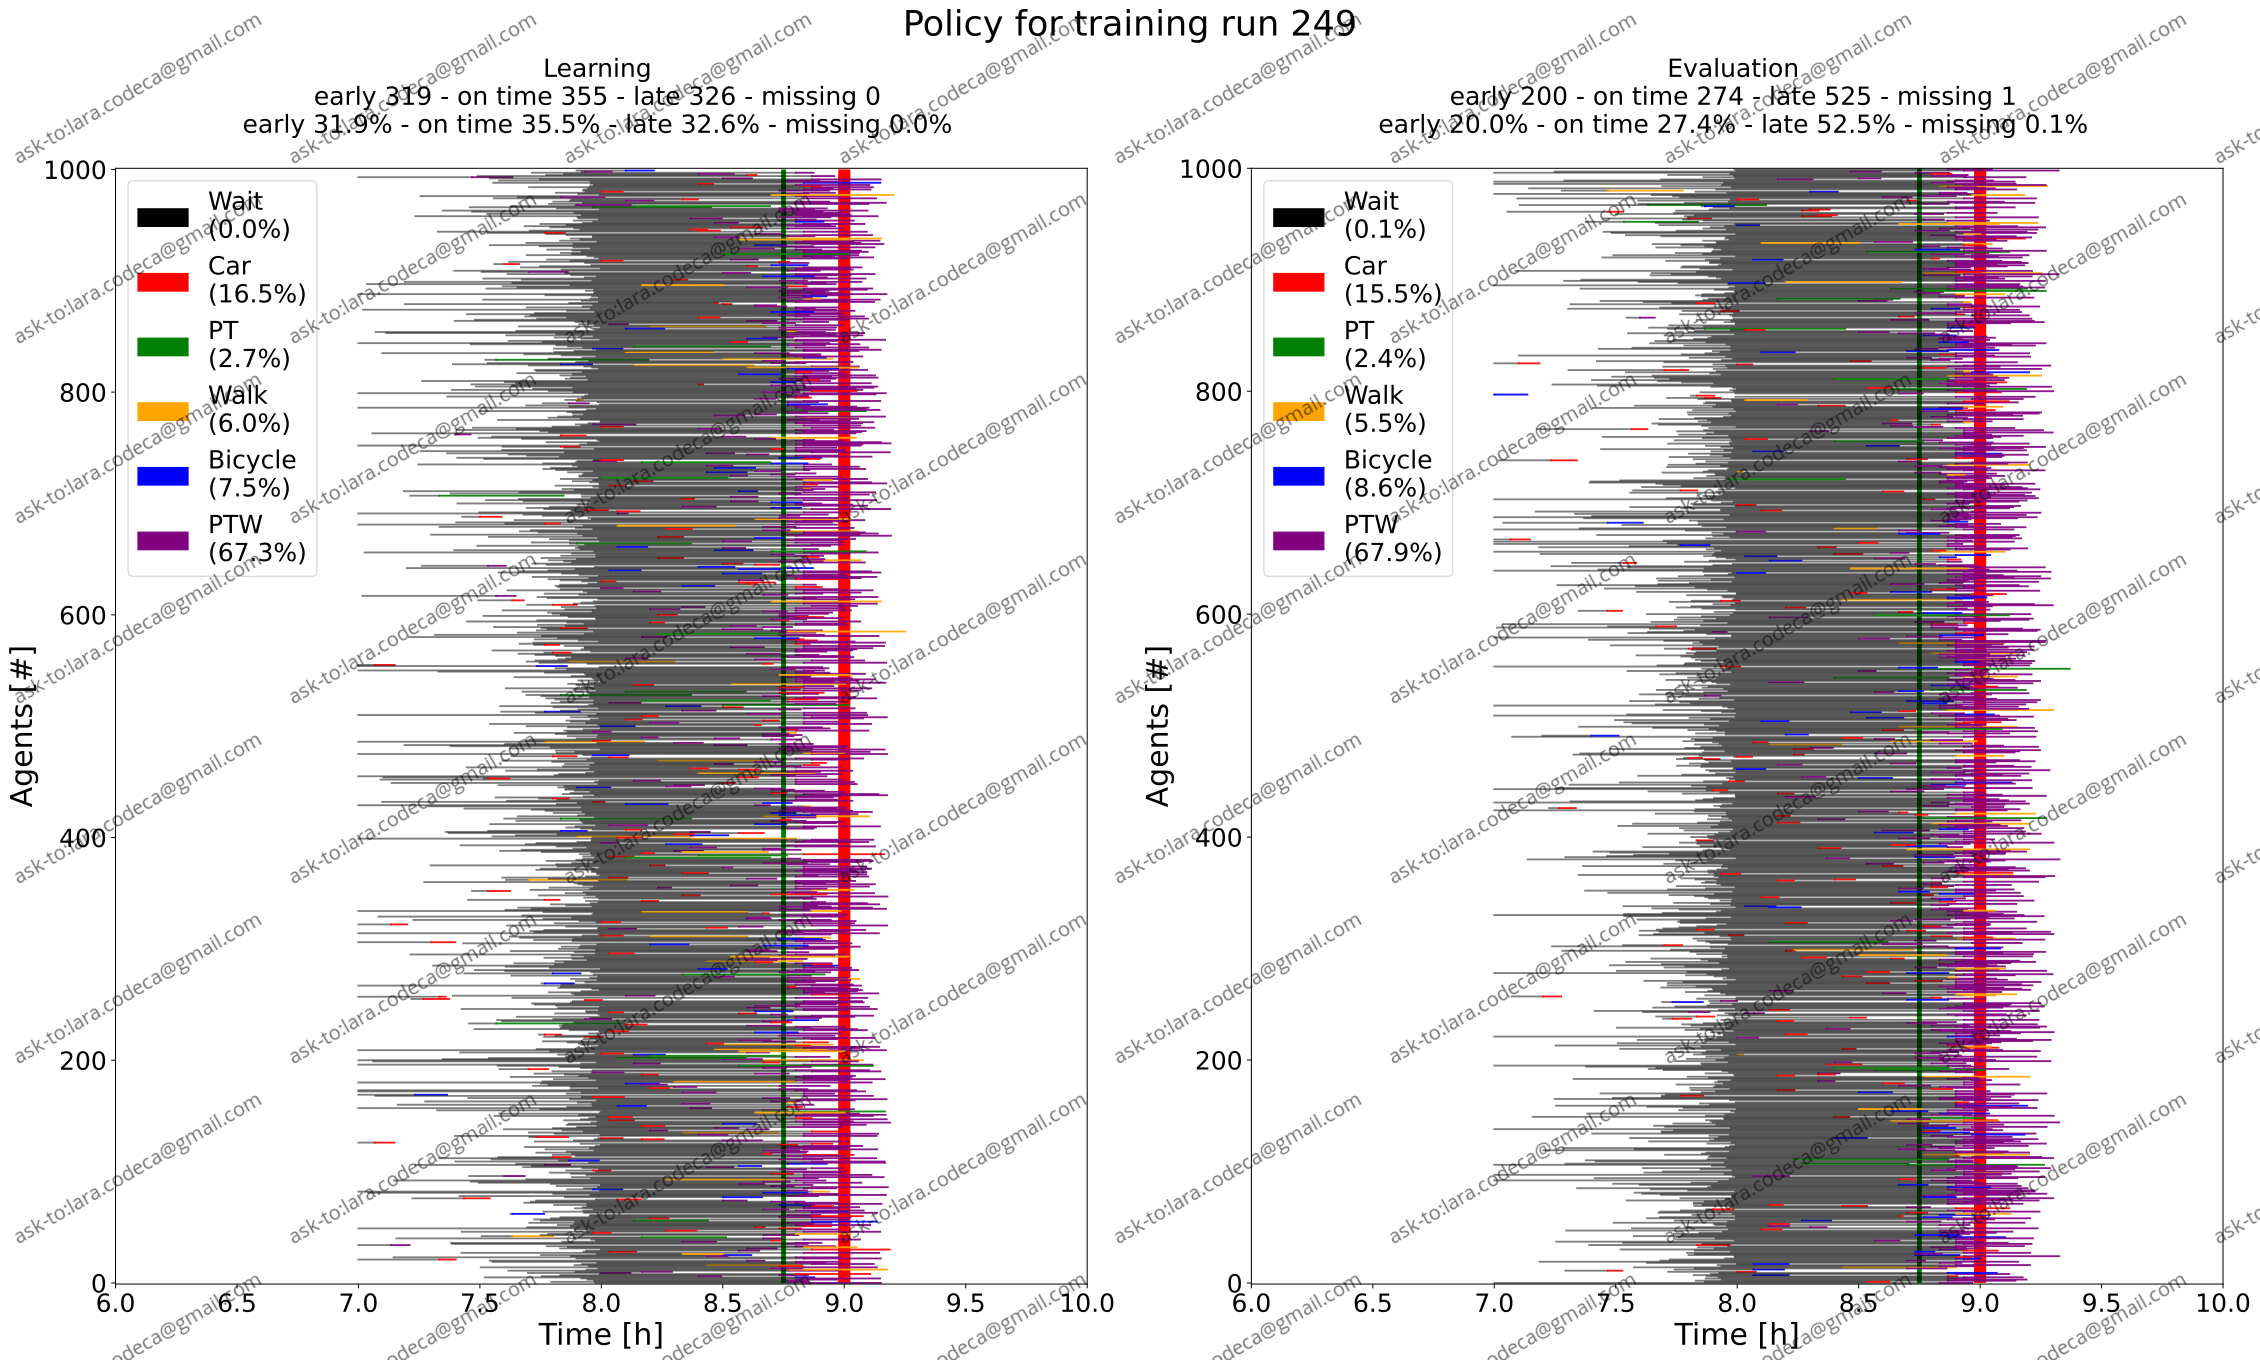 Policy for training run 249
Learning
early 319 - on time 355 - late 326 - missing 0
early 31.9% - on time 35.5% - late 32.6% - missing 0.0%
Agents [#]
1000
800
600
400
200
0
Wait
(0.0%)
Car
(16.5%)
PT
(2.7%)
Walk
(6.0%)
Bicycle
(7.5%)
PTW
(67.3%)
6.0 6.5 7.0 7.5 8.0 8.5 9.0 9.5 10.0
Time [h]
Evaluation
early 200 - on time 274 - late 525 - missing 1
early 20.0% - on time 27.4% - late 52.5% - missing 0.1%
Agents [#]
1000
800
600
400
200
0
Wait
(0.1%)
Car
(15.5%)
PT
(2.4%)
Walk
(5.5%)
Bicycle
(8.6%)
PTW
(67.9%)
6.0 6.5 7.0 7.5 8.0 8.5 9.0 9.5 10.0
Time [h]
ask-to:lara.codeca@gmail.com